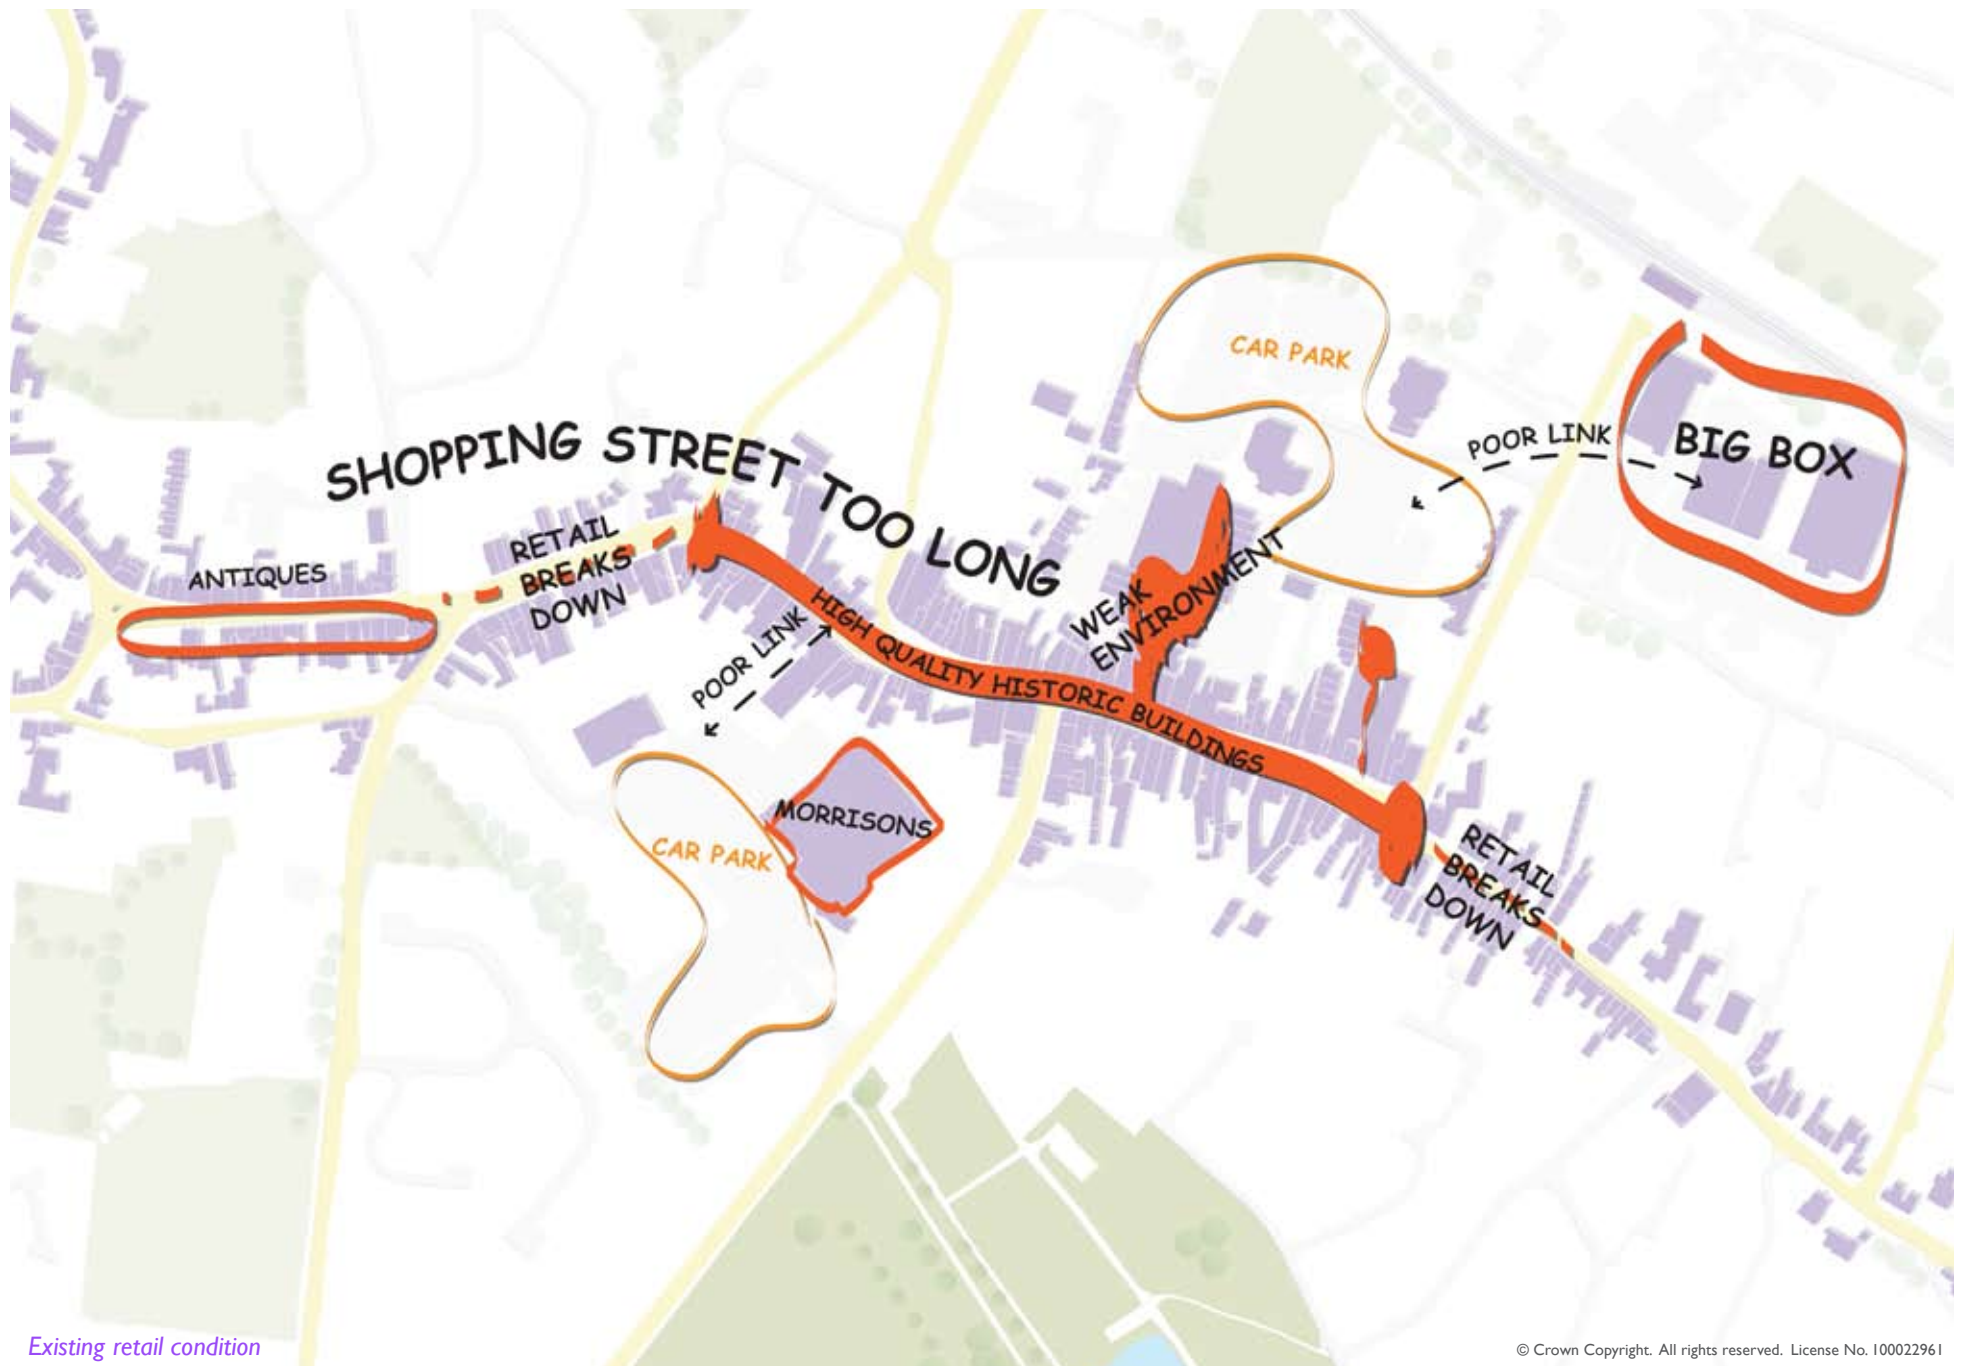 CAR PARK
POOR LINK
BIG BOX
SHOPPING STREET TOO LONG
RETAIL
BREAKS
DOWN
ANTIQUES
WEAK
ENVIRONMENT
POOR LINK
HIGH QUALITY HISTORIC BUILDINGS
MORRISONS
CAR PARK
RETAIL
BREAKS
DOWN
Existing retail condition
© Crown Copyright. All rights reserved. License No. 100022961